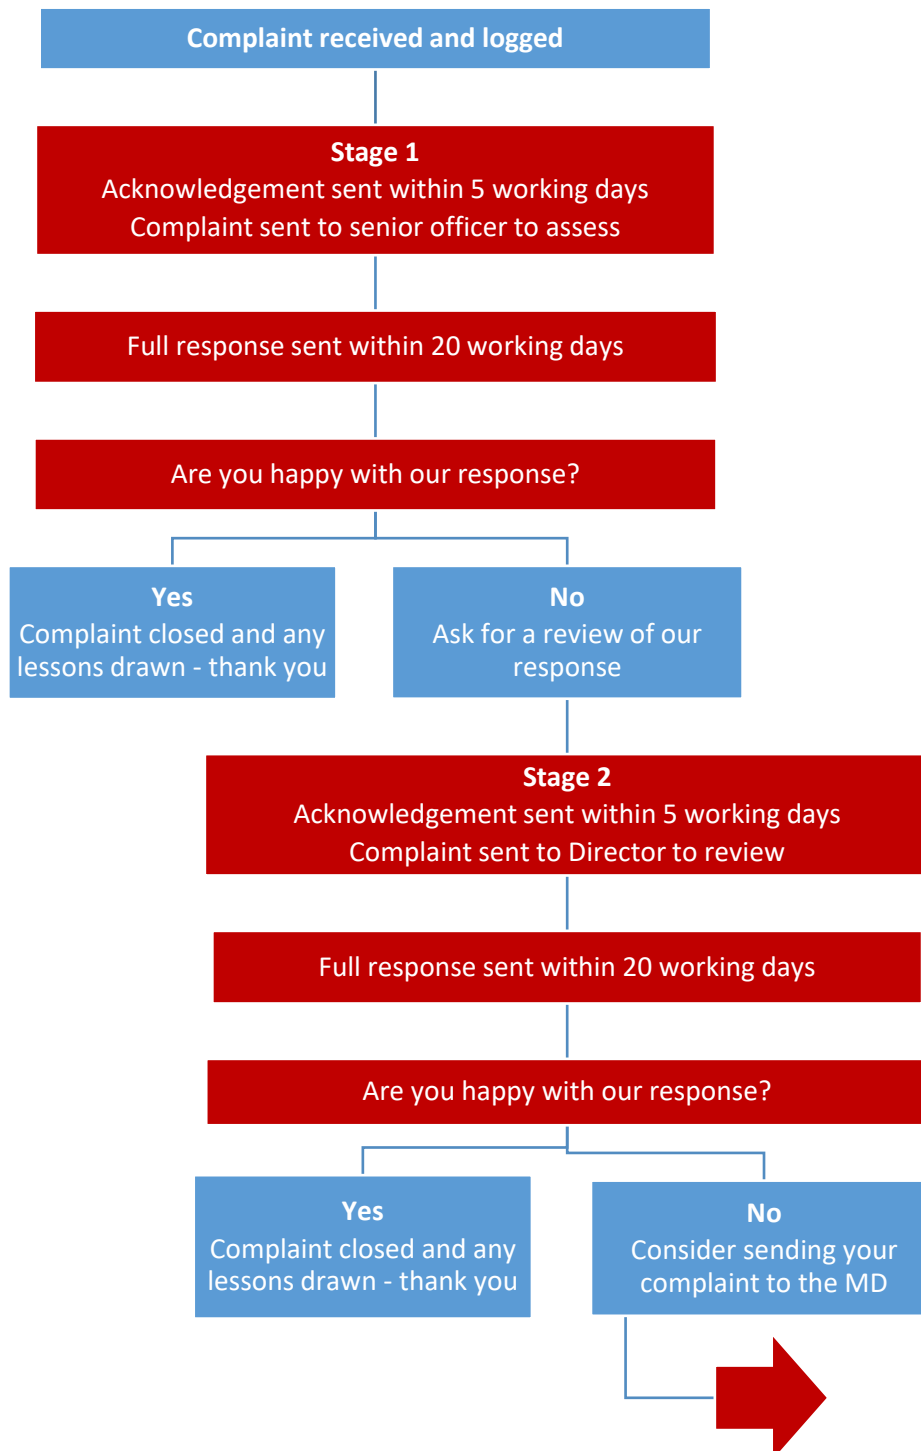 Complaint received and logged
Stage 1
Acknowledgement sent within 5 working days
Complaint sent to senior officer to assess
Full response sent within 20 working days
Are you happy with our response?
Yes
Complaint closed and any
lessons drawn - thank you
No
Ask for a review of our
response
Stage 2
Acknowledgement sent within 5 working days
Complaint sent to Director to review
Full response sent within 20 working days
Are you happy with our response?
Yes
Complaint closed and any
lessons drawn - thank you
No
Consider sending your
complaint to the MD